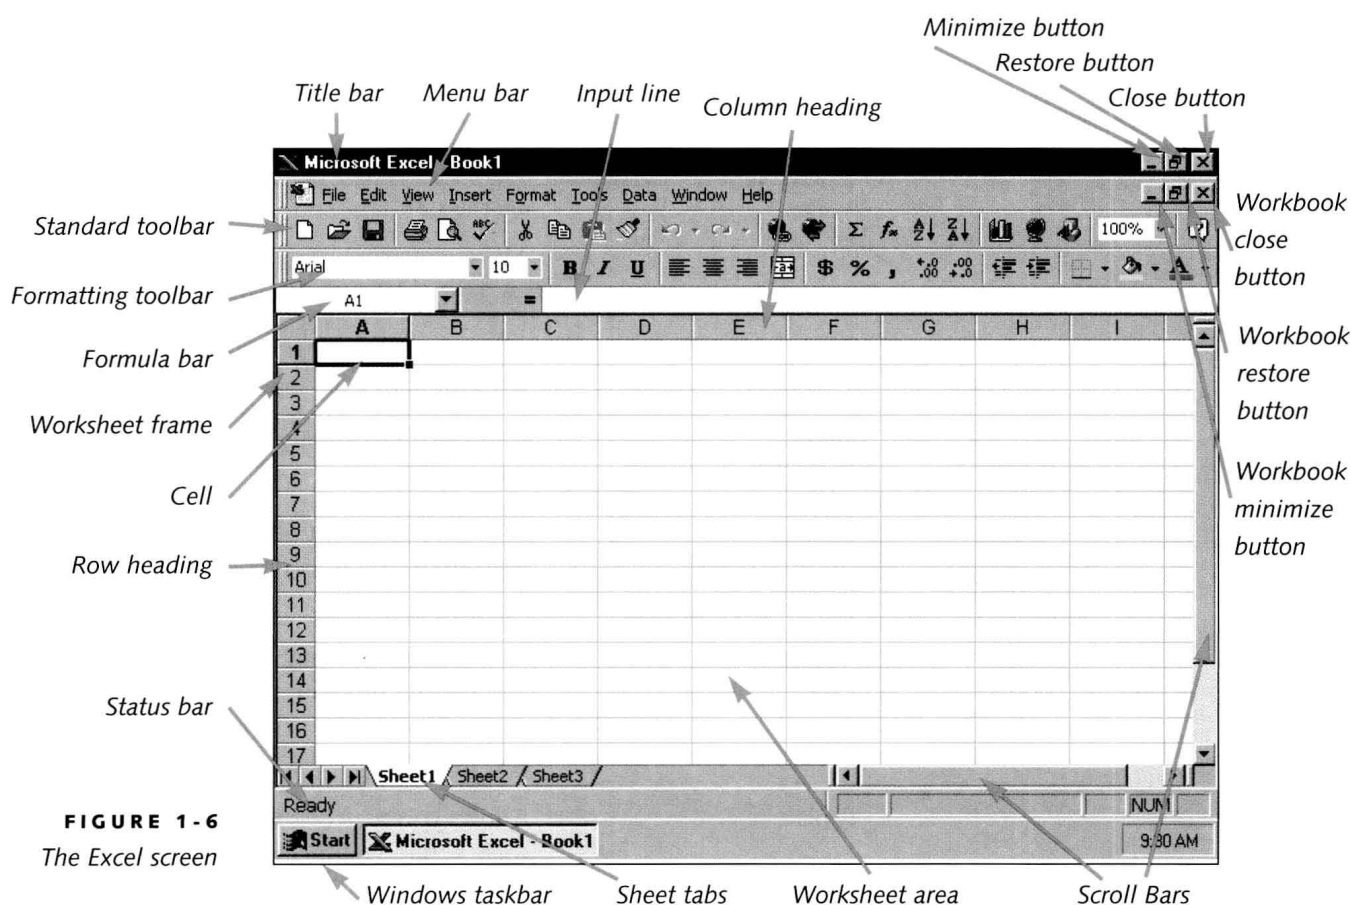 Minimize button
Restore button
Title bar Menu bar Input line Column heading Close button
Microsoft Excel - Book1
File Edit View Insert Format Tools Data Window Help
Workbook
close
button
Standard toolbar
100%
Formatting toolbar
Arial 10 B I U $ % ,
A1 =
Formula bar
A B C D E F G H I
Workbook
restore
button
1
2
Worksheet frame
3
4
5
Workbook
minimize
button
6
Cell
7
8
9
Row heading
10
11
12
13
14
Status bar
15
16
17
Sheet1 Sheet2 Sheet3
Ready NUM
FIGURE 1-6
The Excel screen
Start Microsoft Excel - Book1 9:30 AM
Windows taskbar Sheet tabs Worksheet area Scroll Bars